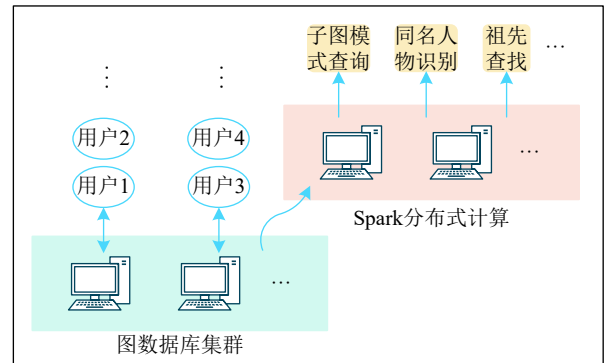 子图模
式查询
同名人
物识别
祖先
查找
…
⋮
⋮
用户2
用户4
用户1
用户3
…
Spark分布式计算
…
图数据库集群